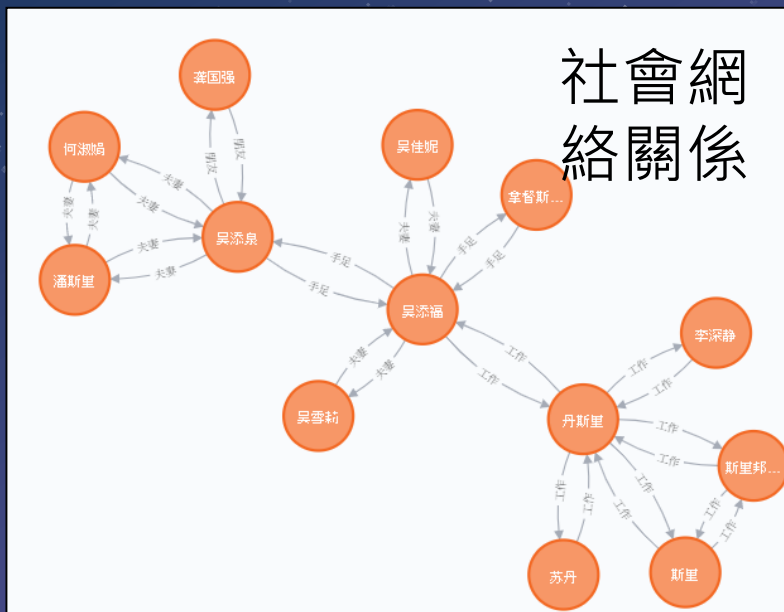 社會網
絡關係
龚国强
何淑娟
吴佳妮
拿督斯...
吴添泉
潘斯里
吴添福
李深静
吴雪莉
丹斯里
斯里邦...
苏丹
斯里
朋友
朋友
夫妻
夫妻
夫妻
夫妻
夫妻
夫妻
手足
手足
夫妻
夫妻
手足
手足
夫妻
夫妻
工作
工作
工作
工作
工作
工作
工作
工作
工作
工作
工作
工作